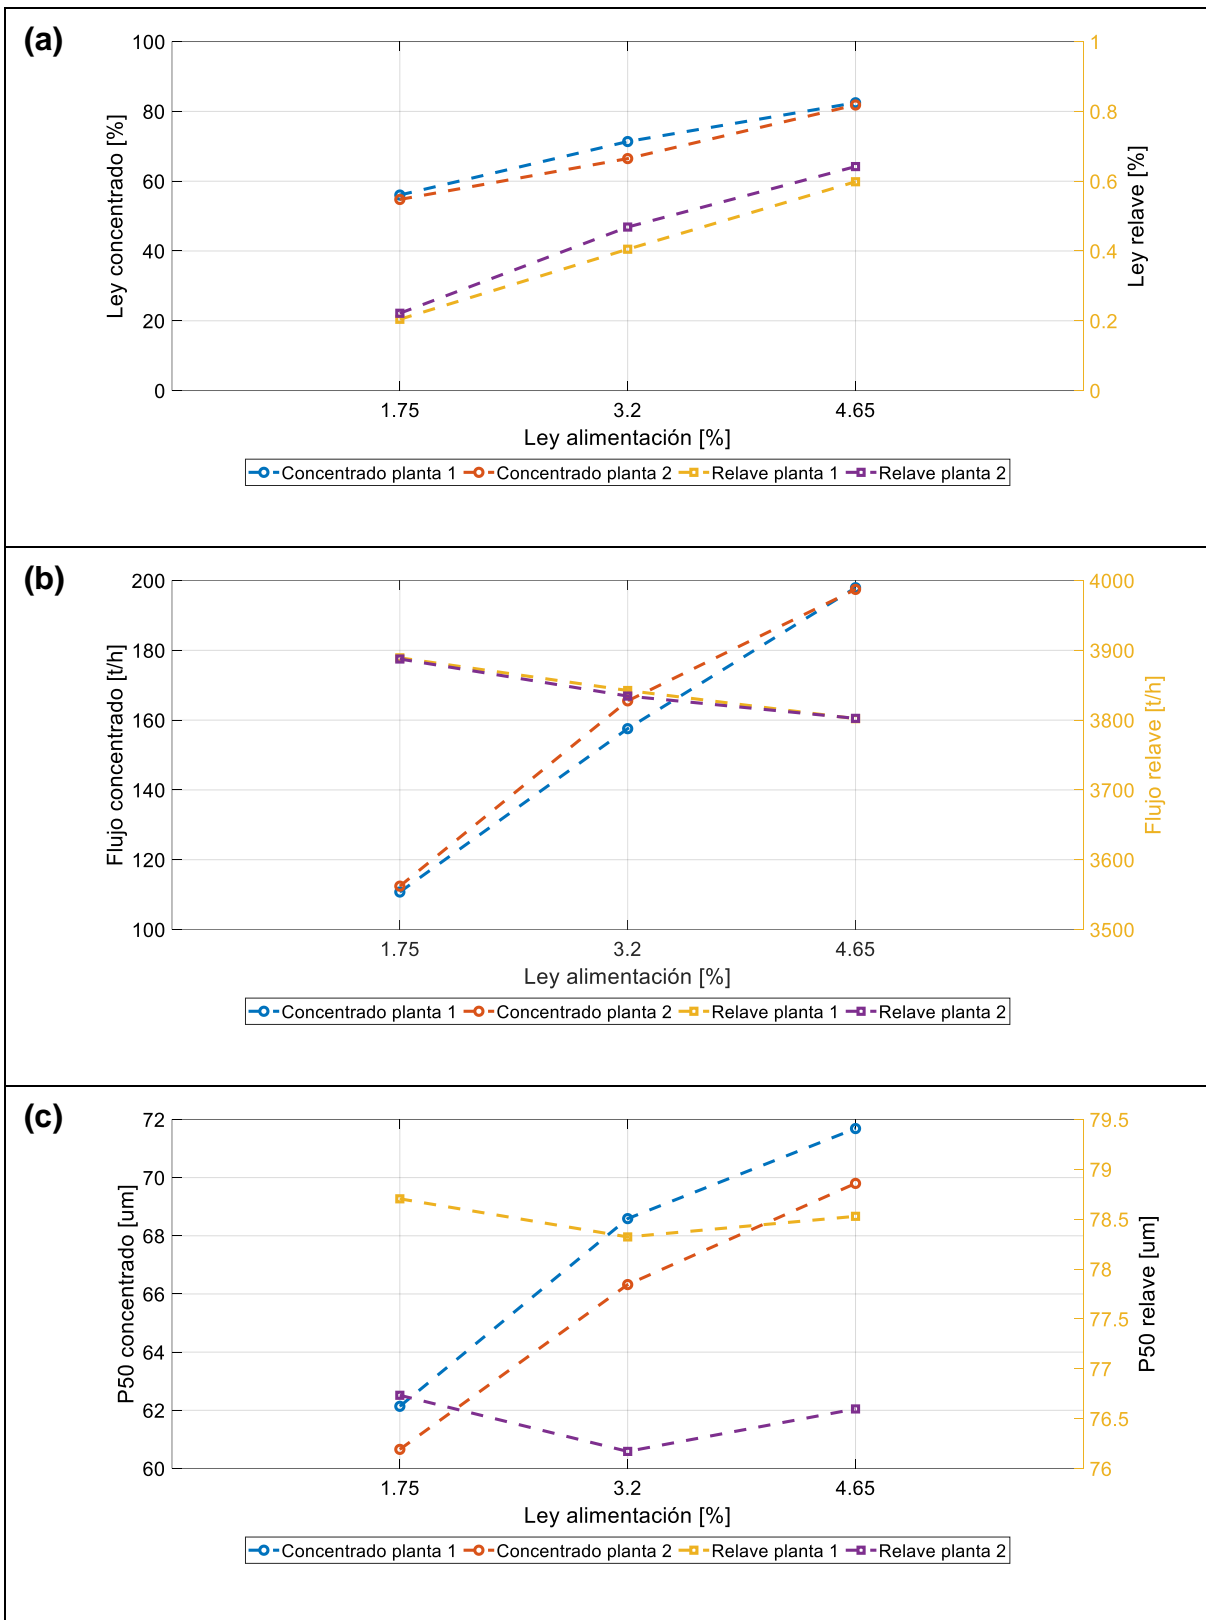 (a)
100
80
60
40
20
0
Ley concentrado [%]
1
0.8
0.6
0.4
0.2
0
Ley relave [%]
1.75 3.2 4.65
Ley alimentación [%]
Concentrado planta 1 Concentrado planta 2 Relave planta 1 Relave planta 2
(b)
200
180
160
140
120
100
Flujo concentrado [t/h]
4000
3900
3800
3700
3600
3500
Flujo relave [t/h]
1.75 3.2 4.65
Ley alimentación [%]
Concentrado planta 1 Concentrado planta 2 Relave planta 1 Relave planta 2
(c)
72
70
68
66
64
62
60
P50 concentrado [um]
79.5
79
78.5
78
77.5
77
76.5
76
P50 relave [um]
1.75 3.2 4.65
Ley alimentación [%]
Concentrado planta 1 Concentrado planta 2 Relave planta 1 Relave planta 2